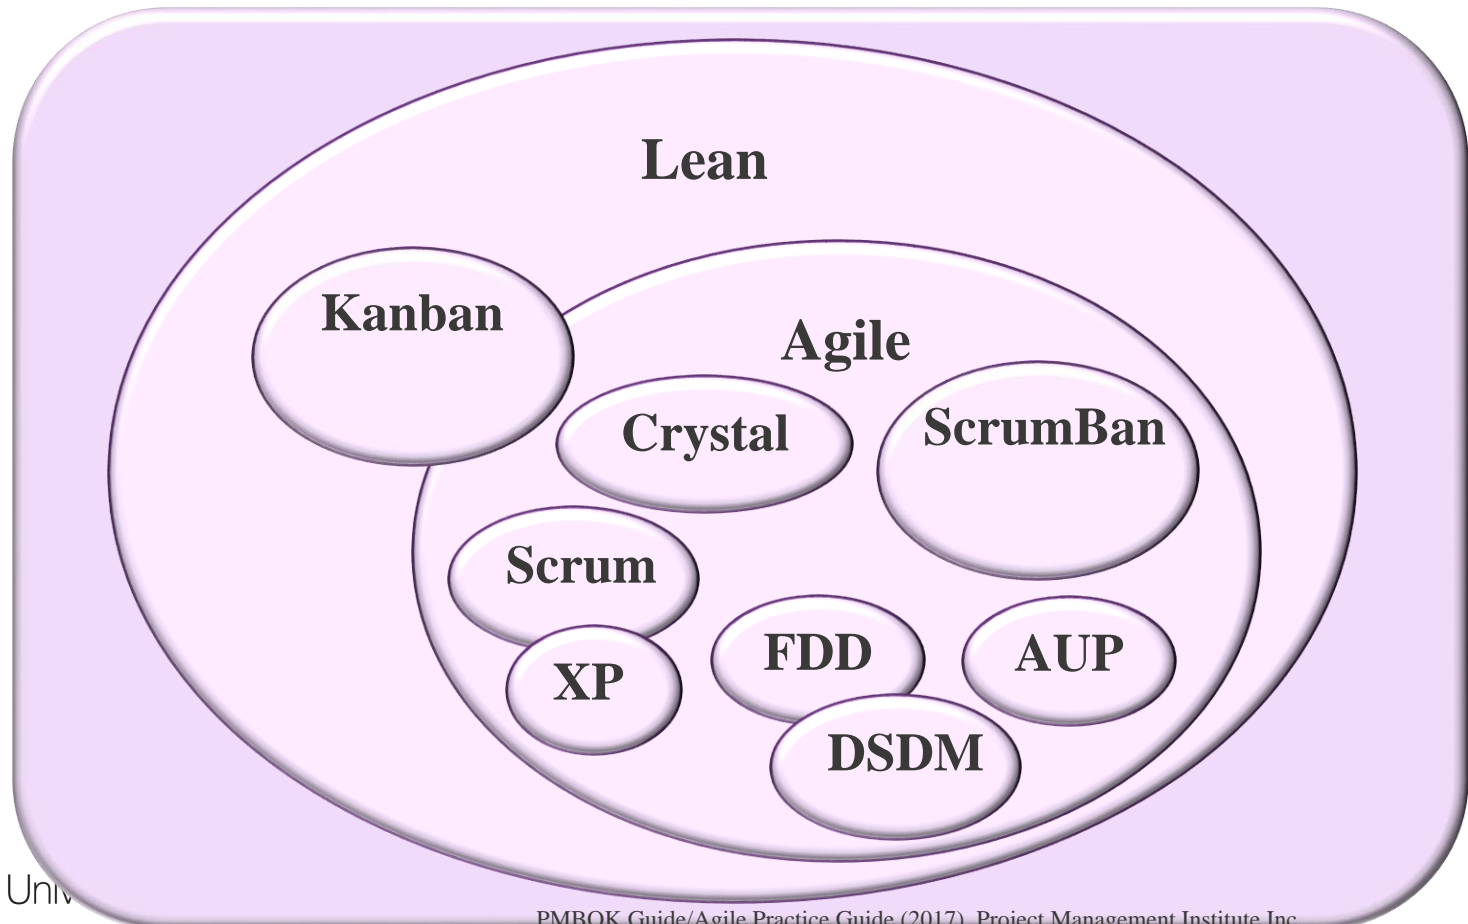 Lean
Kanban
Agile
Crystal
ScrumBan
Scrum
FDD
AUP
XP
DSDM
PMBOK Guide/Agile Practice Guide (2017), Project Management Institute Inc